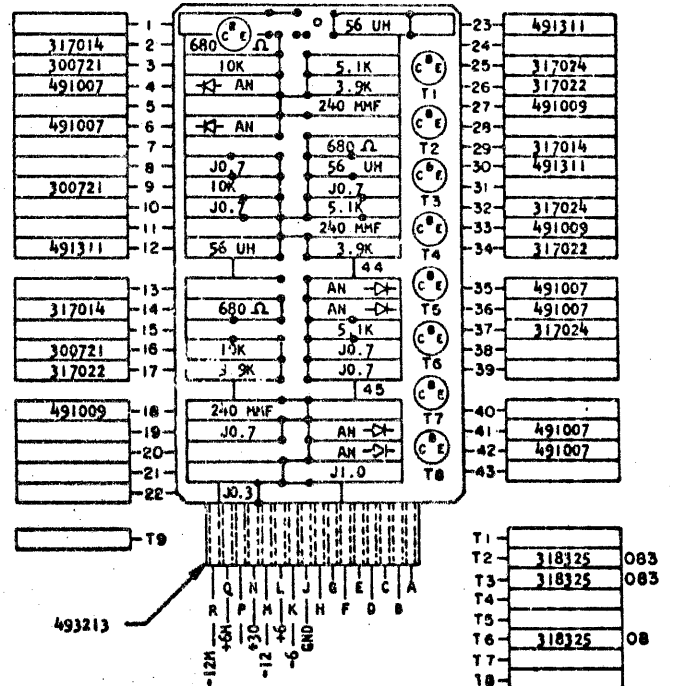 1 56 UH 23 491311
317014 2 680 Ω 24
300721 3 10K 5.1K 25 317024
491007 4 AN 3.9K 26 317022
5 240 MMF 27 491009
491007 6 AN 28
7 680 Ω 29 317014
8 J0.7 56 UH 30 491311
300721 9 10K J0.7 31
10 J0.7 5.1K 32 317024
11 240 MMF 33 491009
491311 12 56 UH 3.9K 34 317022
44
13 AN 35 491007
317014 14 680 Ω AN 36 491007
15 5.1K 37 317024
300721 16 J0.7 38
317022 17 3.9K J0.7 39
45
491009 18 240 MMF 40
19 J0.7 AN 41 491007
20 AN 42 491007
21 J1.0 43
22 J0.3
C B E
C B E T1
C B E T2
C B E T3
C B E T4
C B E T5
C B E T6
C B E T7
C B E T8
T9
493213
Q N L J G E C A
R P M K H F D B
-12M +6M +30 -12 +6 -6 GND
T1
T2 318325 083
T3 318325 083
T4
T5
T6 318325 08
T7
T8